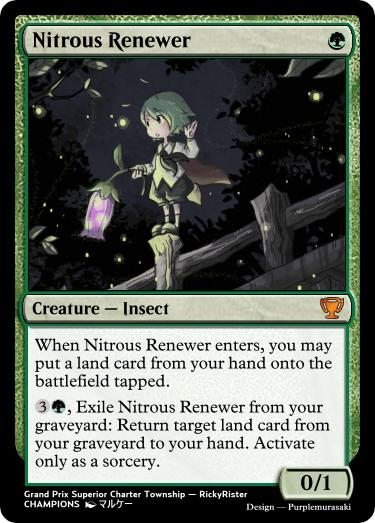 Nitrous Renewer
Creature — Insect
When Nitrous Renewer enters, you may
put a land card from your hand onto the
battlefield tapped.
3, Exile Nitrous Renewer from your
graveyard: Return target land card from
your graveyard to your hand. Activate
only as a sorcery.
0/1
Grand Prix Superior Charter Township — RickyRister
CHAMPIONS マルケー
Design — Purplemurasaki